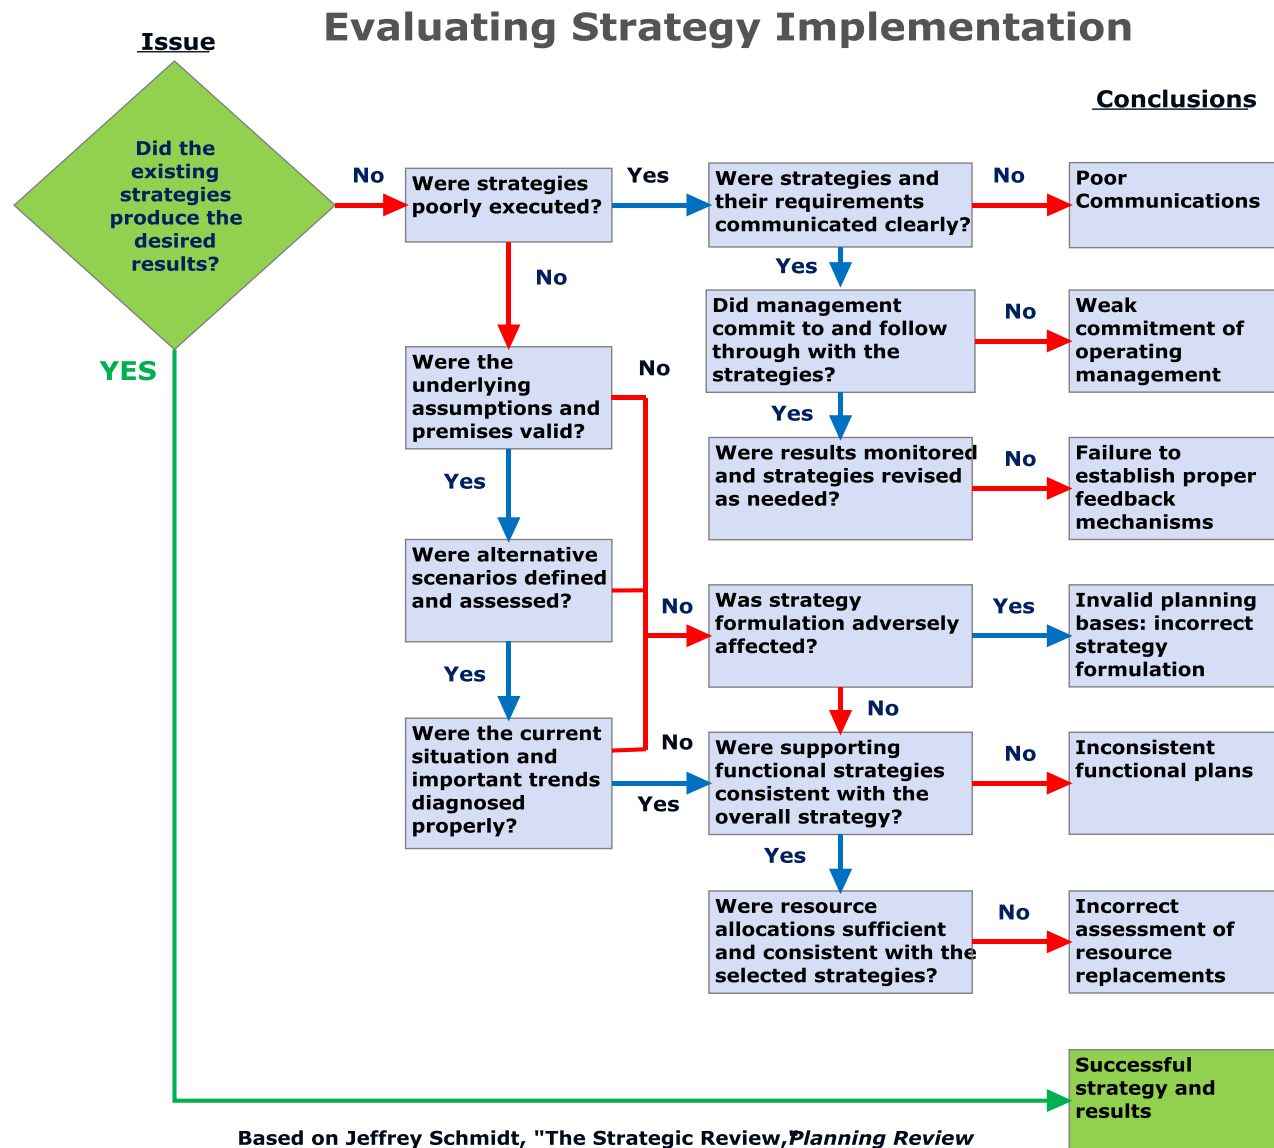 Evaluating Strategy Implementation
Issue
Conclusions
Did the
existing
strategies
produce the
desired
results?
No
Were strategies
poorly executed?
Yes
Were strategies and
their requirements
communicated clearly?
No
Poor
Communications
No
Yes
Did management
commit to and follow
through with the
strategies?
No
Weak
commitment of
operating
management
YES
Were the
underlying
assumptions and
premises valid?
No
Yes
Were results monitored
and strategies revised
as needed?
No
Failure to
establish proper
feedback
mechanisms
Yes
Were alternative
scenarios defined
and assessed?
No
Was strategy
formulation adversely
affected?
Yes
Invalid planning
bases: incorrect
strategy
formulation
Yes
No
Were the current
situation and
important trends
diagnosed
properly?
No
Yes
Were supporting
functional strategies
consistent with the
overall strategy?
No
Inconsistent
functional plans
Yes
Were resource
allocations sufficient
and consistent with the
selected strategies?
No
Incorrect
assessment of
resource
replacements
Successful
strategy and
results
Based on Jeffrey Schmidt, "The Strategic Review," Planning Review